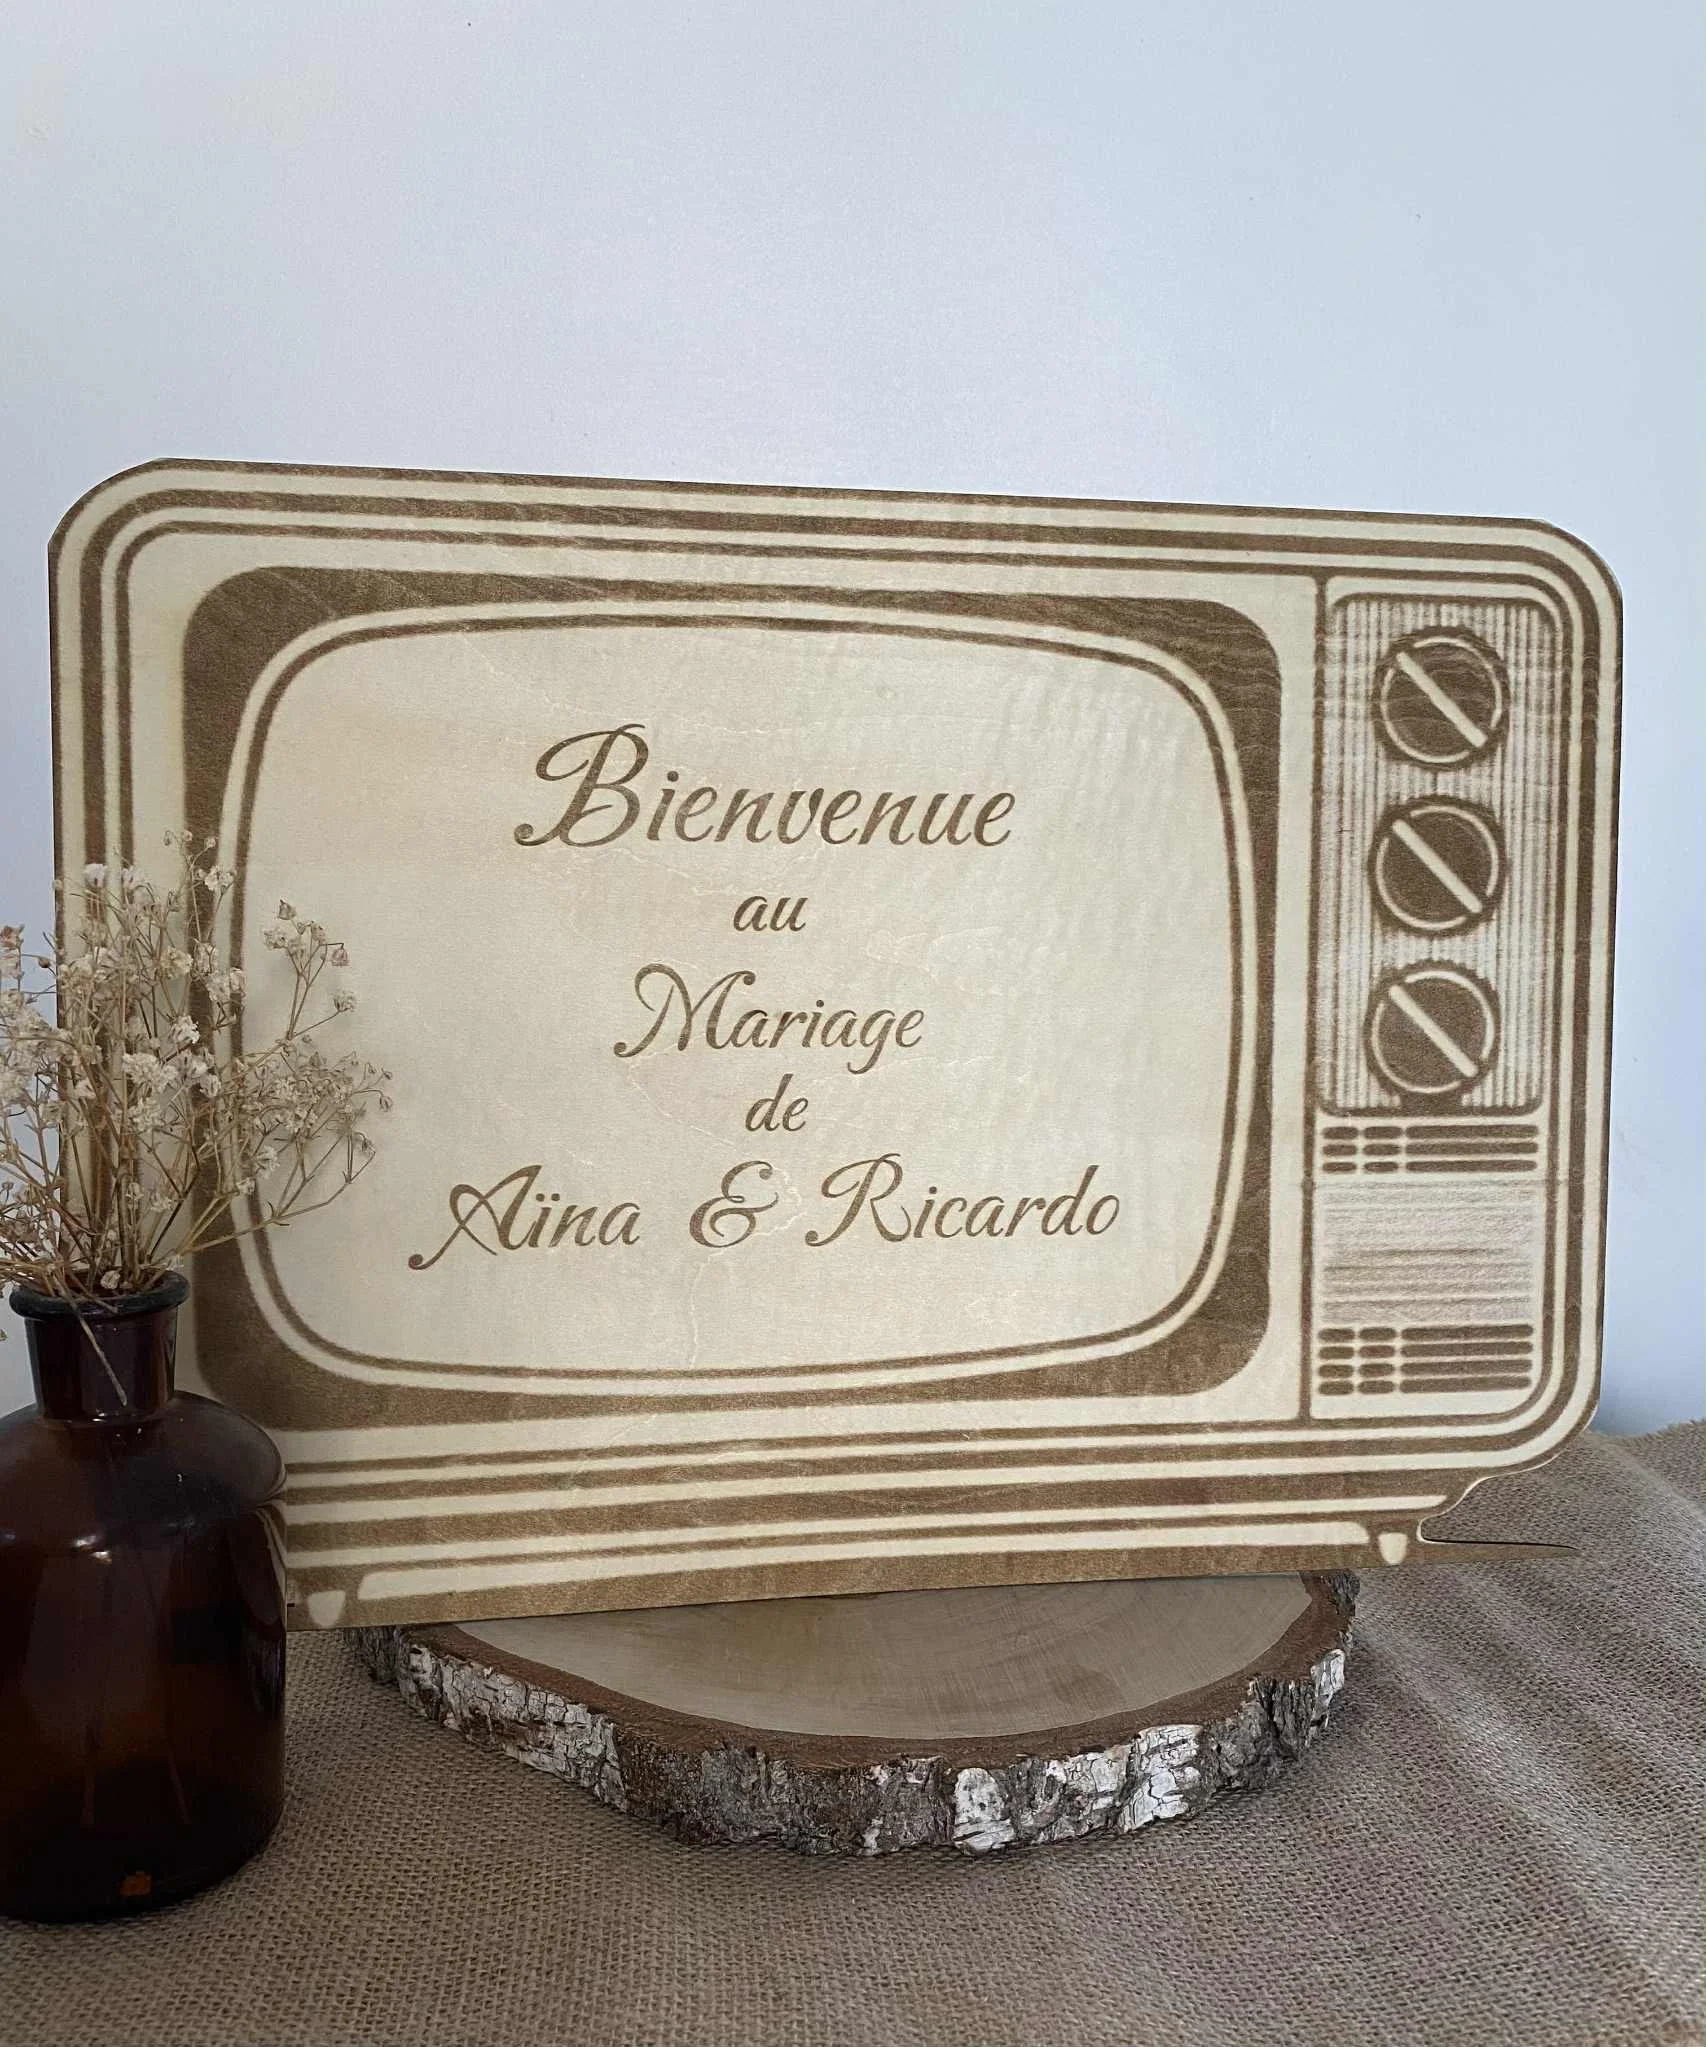 Bienvenue
au
Mariage
de
Aïna & Ricardo